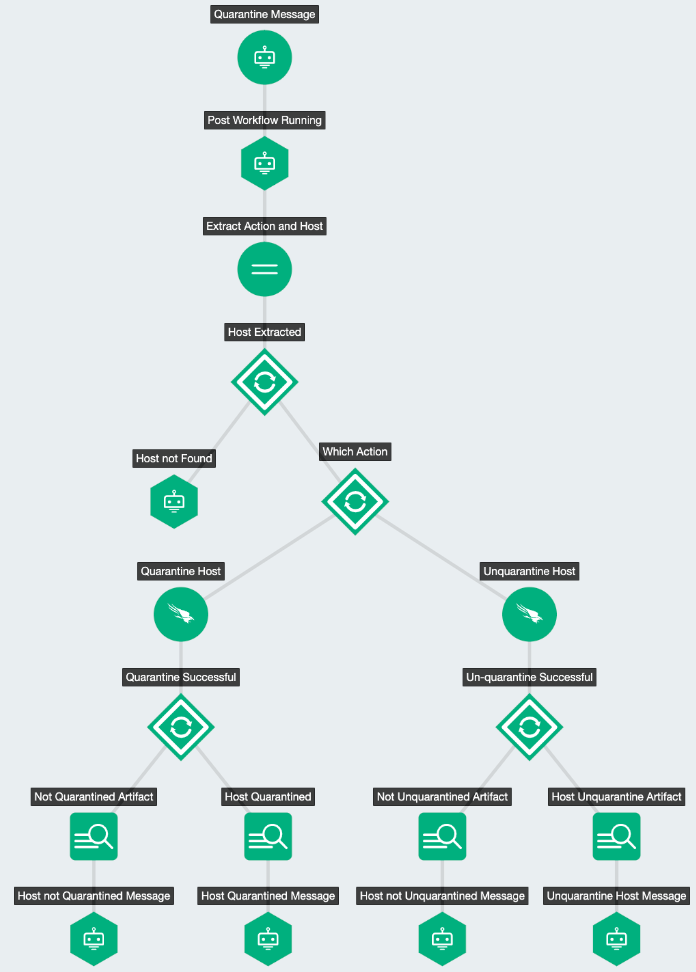 Quarantine Message
Post Workflow Running
Extract Action and Host
Host Extracted
Which Action
Host not Found
Quarantine Host
Unquarantine Host
Quarantine Successful
Un-quarantine Successful
Not Quarantined Artifact
Host Quarantined
Not Unquarantined Artifact
Host Unquarantine Artifact
Host not Quarantined Message
Host Quarantined Message
Host not Unquarantined Message
Unquarantine Host Message